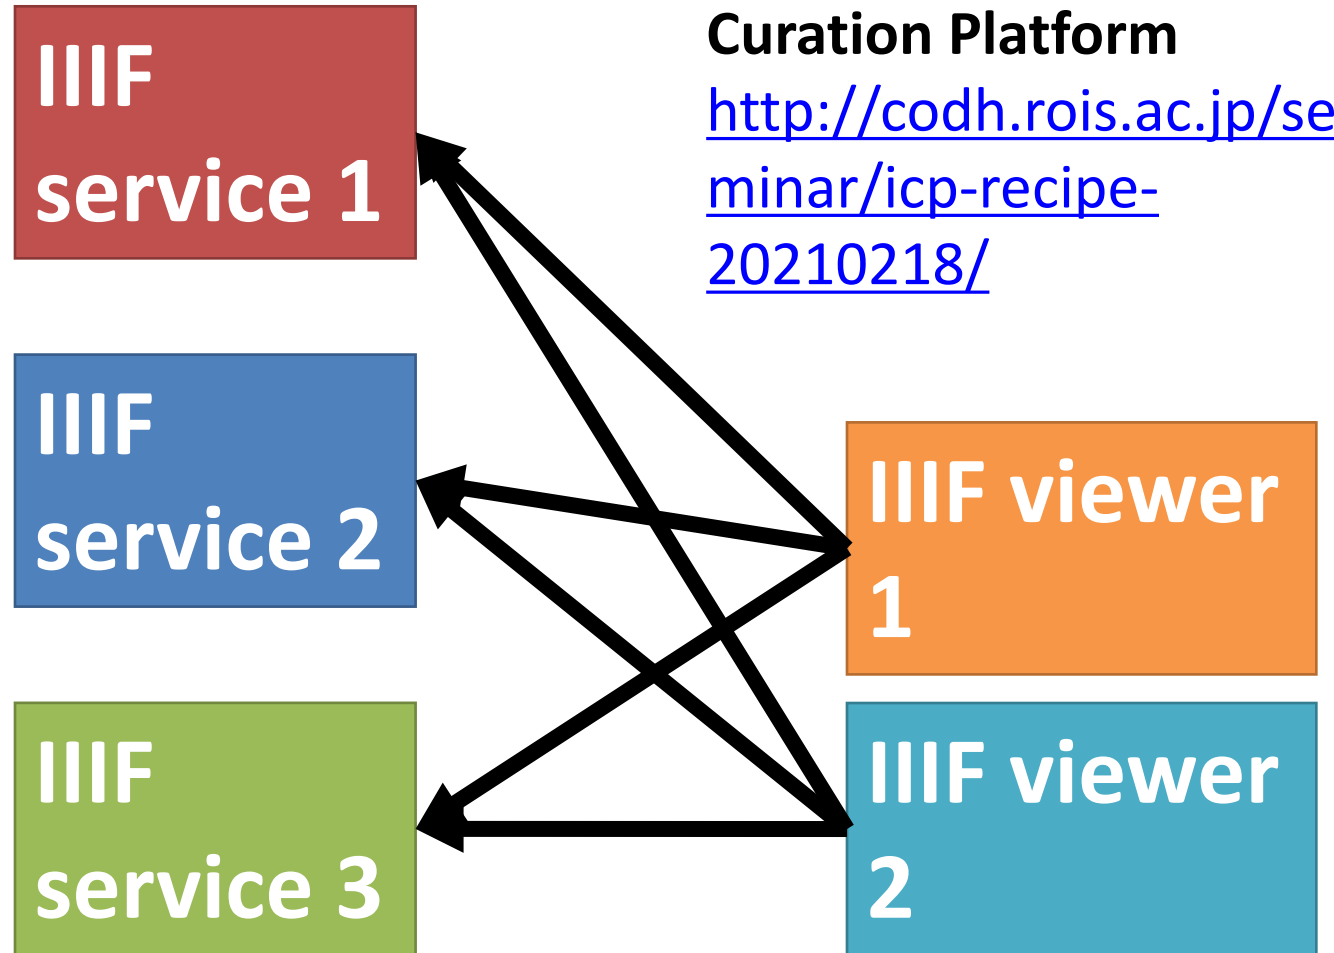 IIIF
service 1
Curation Platform
http://codh.rois.ac.jp/se
minar/icp-recipe-
20210218/
IIIF
service 2
IIIF viewer
1
IIIF
service 3
IIIF viewer
2